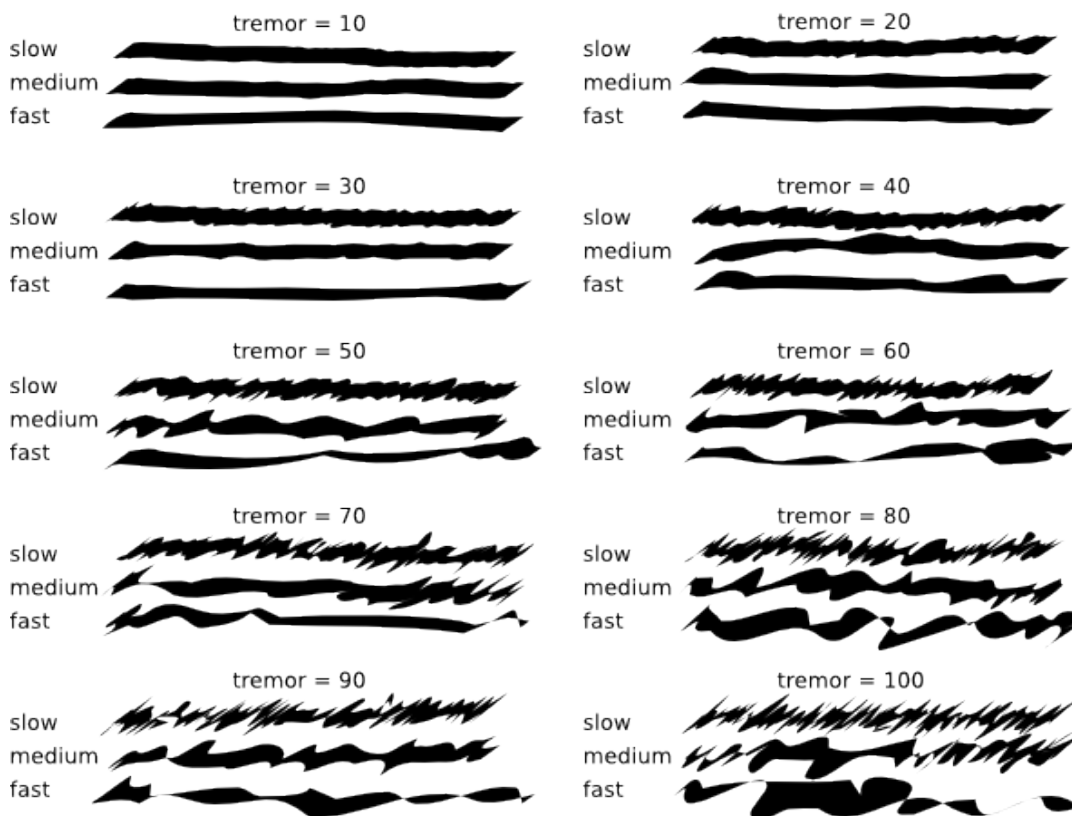 tremor = 10
slow
medium
fast
tremor = 20
slow
medium
fast
tremor = 30
slow
medium
fast
tremor = 40
slow
medium
fast
tremor = 50
slow
medium
fast
tremor = 60
slow
medium
fast
tremor = 70
slow
medium
fast
tremor = 80
slow
medium
fast
tremor = 90
slow
medium
fast
tremor = 100
slow
medium
fast